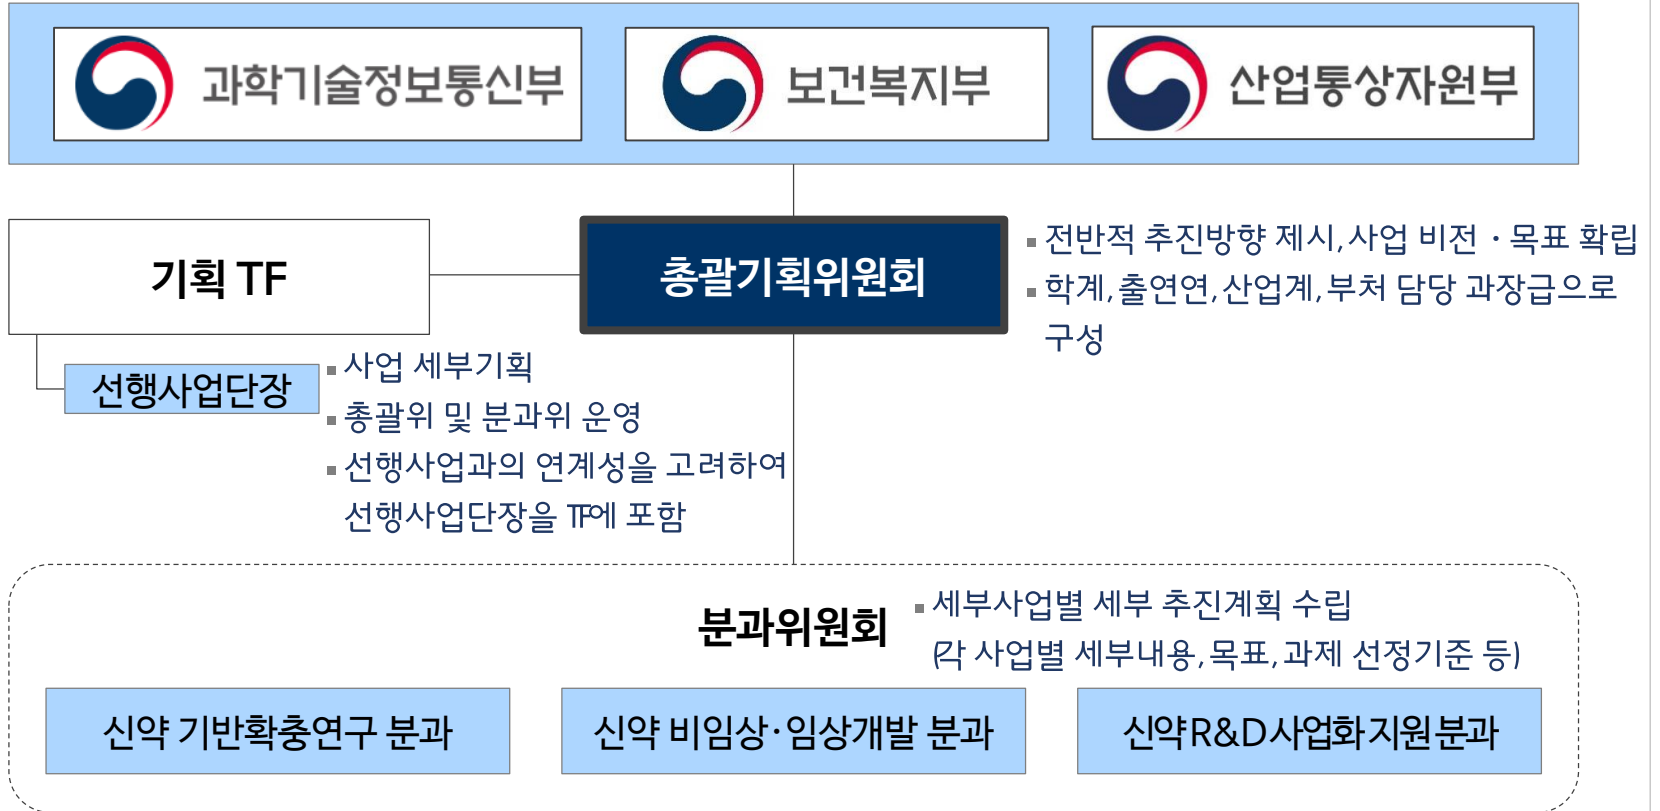 과학기술정보통신부
보건복지부
산업통상자원부
기획 TF
총괄기획위원회
▪ 전반적 추진방향 제시, 사업 비전 · 목표 확립
▪ 학계, 출연연, 산업계, 부처 담당 과장급으로
구성
선행사업단장
▪ 사업 세부기획
▪ 총괄위 및 분과위 운영
▪ 선행사업과의 연계성을 고려하여
선행사업단장을 TF에 포함
분과위원회
▪ 세부사업별 세부 추진계획 수립
(각 사업별 세부내용, 목표, 과제 선정기준 등)
신약 기반확충연구 분과
신약 비임상·임상개발 분과
신약 R&D 사업화 지원 분과